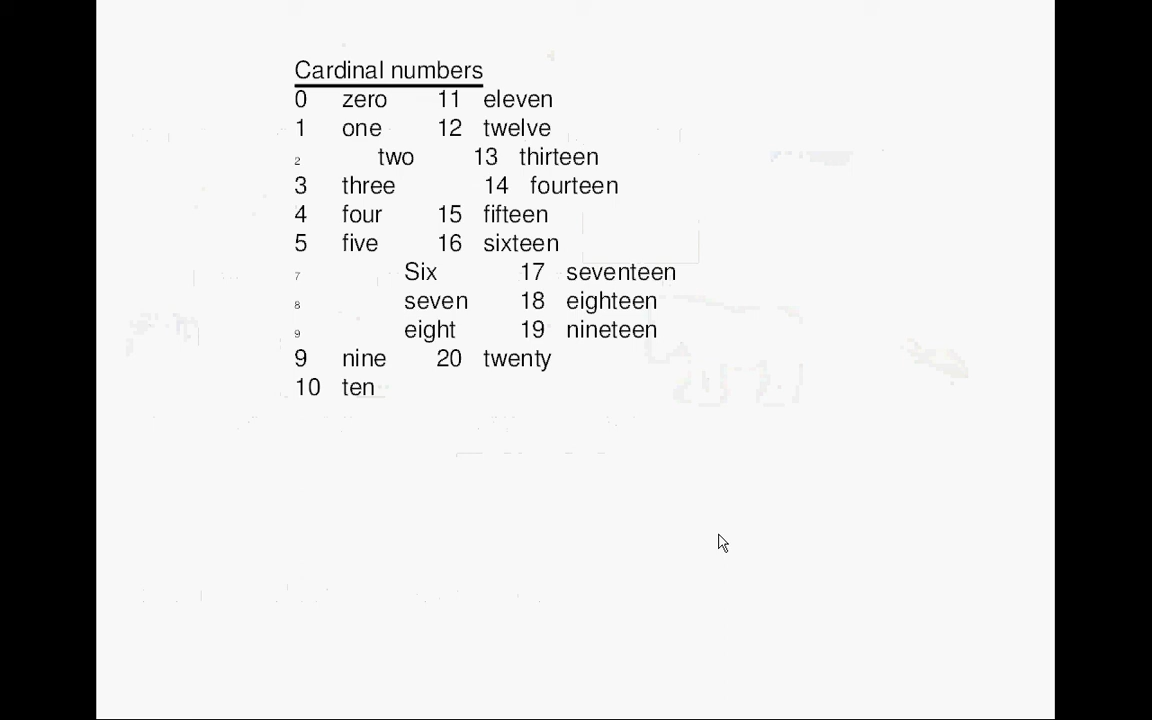 Cardinal numbers
0 zero 11 eleven
1 one 12 twelve
2 two 13 thirteen
3 three 14 fourteen
4 four 15 fifteen
5 five 16 sixteen
7 Six 17 seventeen
8 seven 18 eighteen
9 eight 19 nineteen
9 nine 20 twenty
10 ten